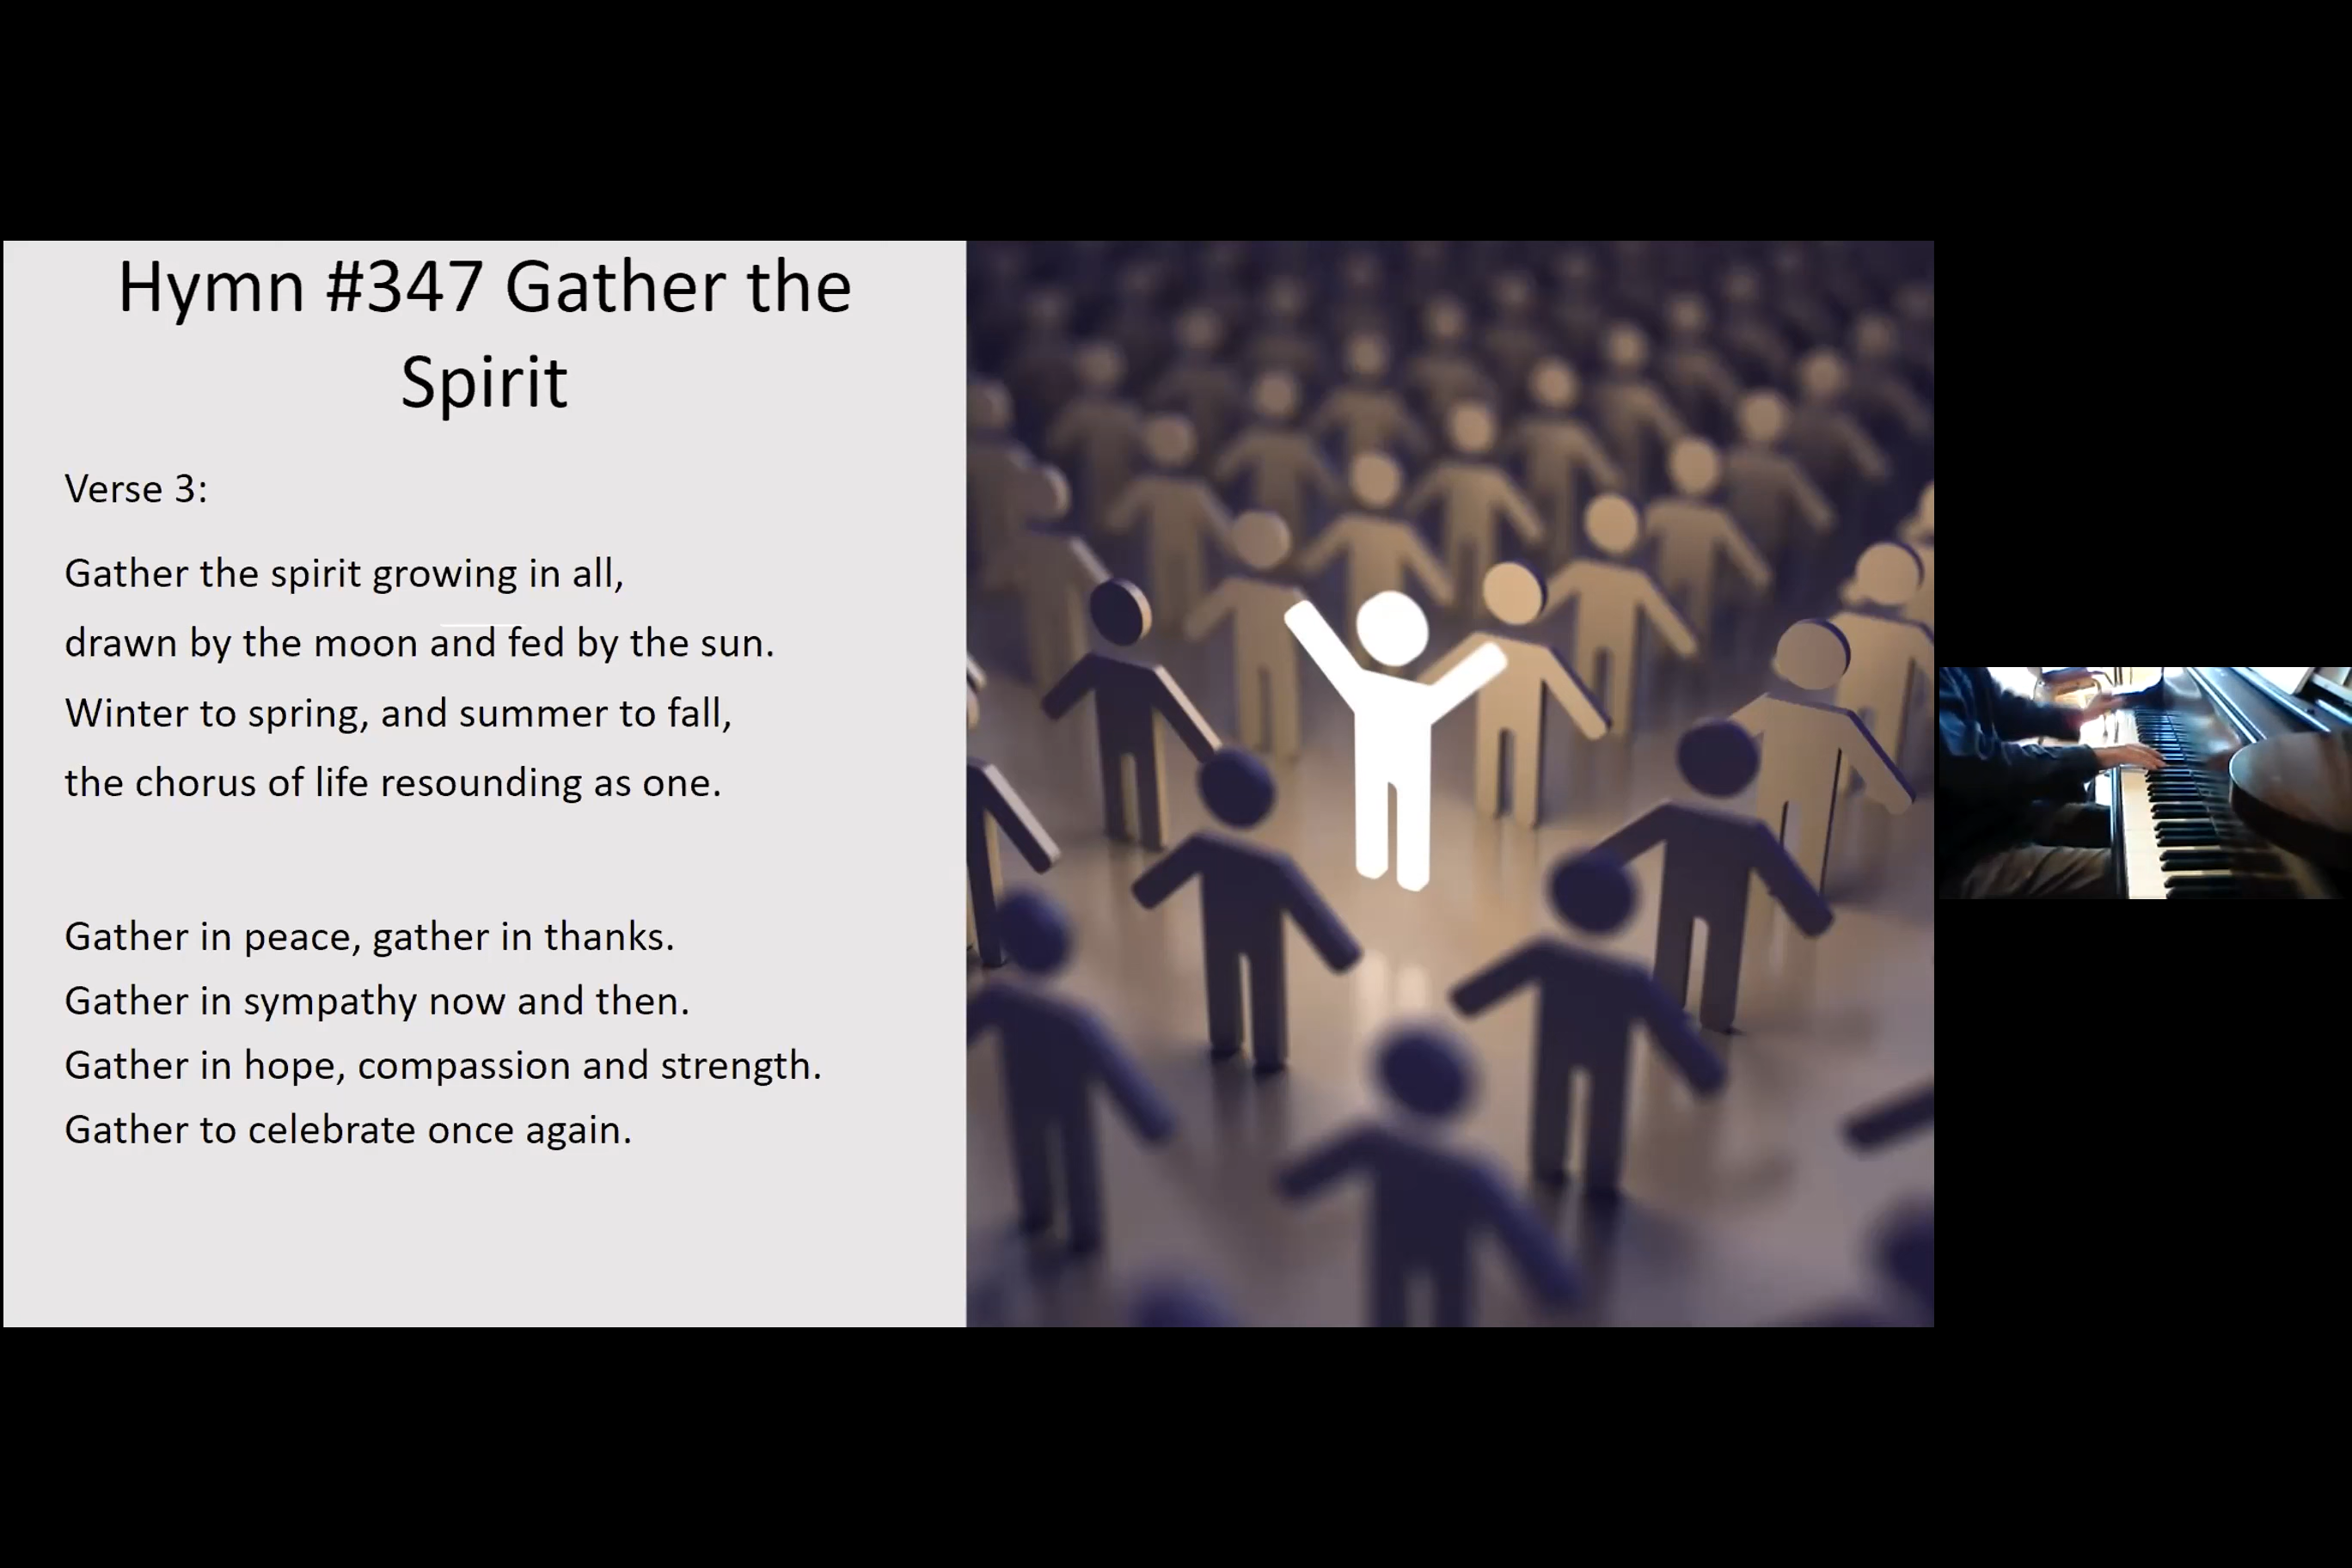 Hymn #347 Gather the
Spirit
Verse 3:
Gather the spirit growing in all,
drawn by the moon and fed by the sun.
Winter to spring, and summer to fall,
the chorus of life resounding as one.
Gather in peace, gather in thanks.
Gather in sympathy now and then.
Gather in hope, compassion and strength.
Gather to celebrate once again.